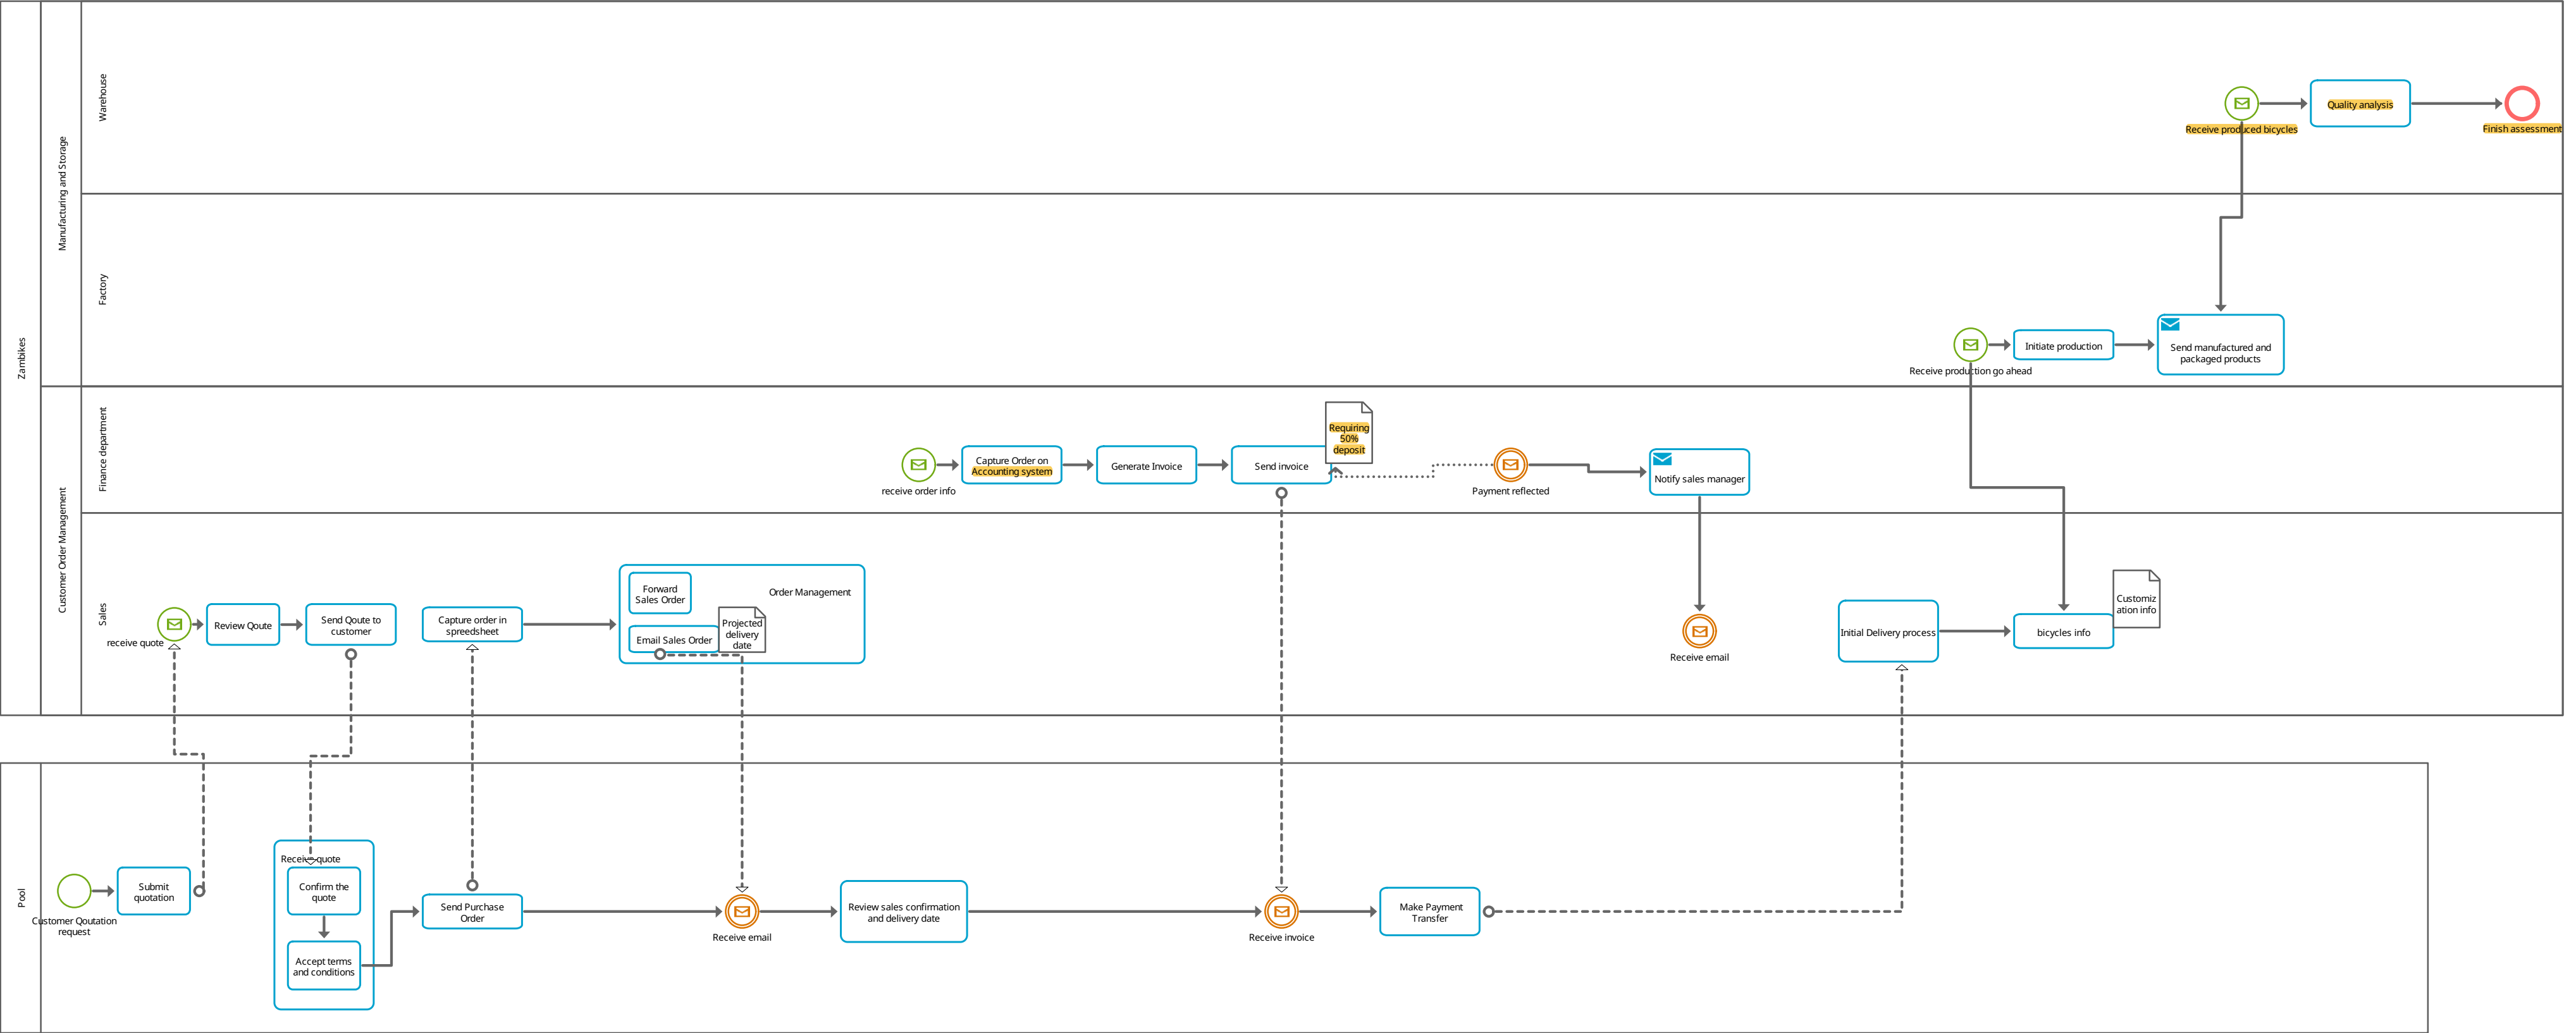 Zambikes
Manufacturing and Storage
Warehouse
Receive produced bicycles
Quality analysis
Finish assessment
Factory
Receive production go ahead
Initiate production
Send manufactured and
packaged products
Customer Order Management
Finance department
receive order info
Capture Order on
Accounting system
Generate Invoice
Send invoice
Requiring
50%
deposit
Payment reflected
Notify sales manager
Sales
receive quote
Review Qoute
Send Qoute to
customer
Capture order in
spreedsheet
Forward
Sales Order
Order Management
Email Sales Order
Projected
delivery
date
Receive email
Initial Delivery process
bicycles info
Customiz
ation info
Pool
Customer Qoutation
request
Submit
quotation
Receive quote
Confirm the
quote
Accept terms
and conditions
Send Purchase
Order
Receive email
Review sales confirmation
and delivery date
Receive invoice
Make Payment
Transfer